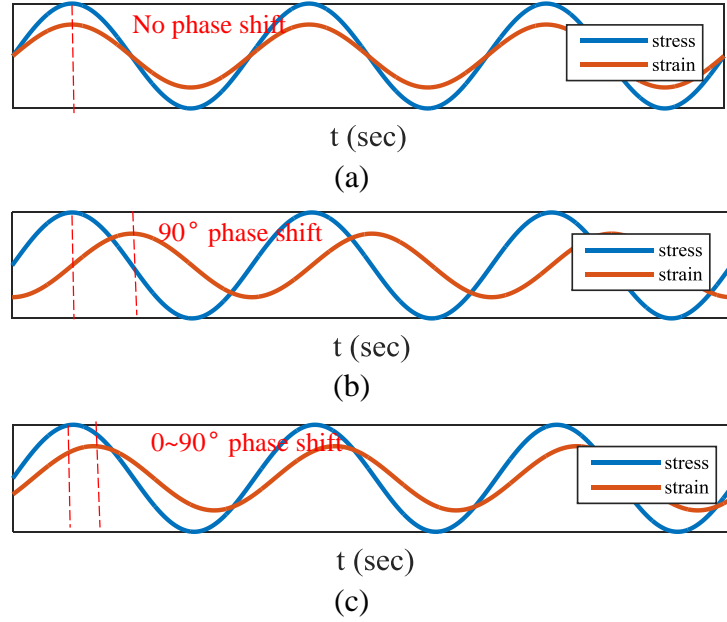 No phase shift
stress
strain
t (sec)
(a)
90° phase shift
stress
strain
t (sec)
(b)
0~90° phase shift
stress
strain
t (sec)
(c)